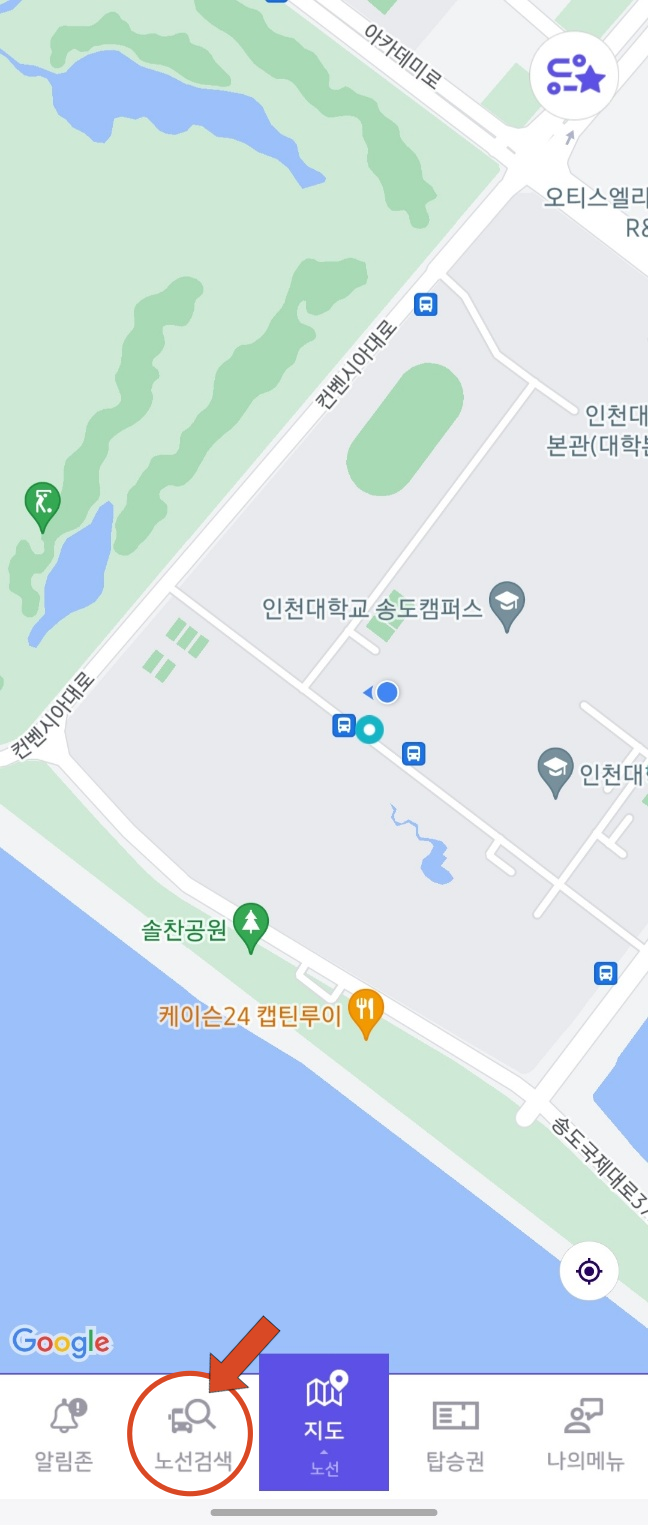 아카데미로
오티스엘리
R&
컨벤시아대로
인천대
본관(대학본
인천대학교 송도캠퍼스
컨벤시아대로
인천대학
솔찬공원
케이슨24 캡틴루이
송도국제대로37
Google
알림존
노선검색
지도
노선
탑승권
나의메뉴